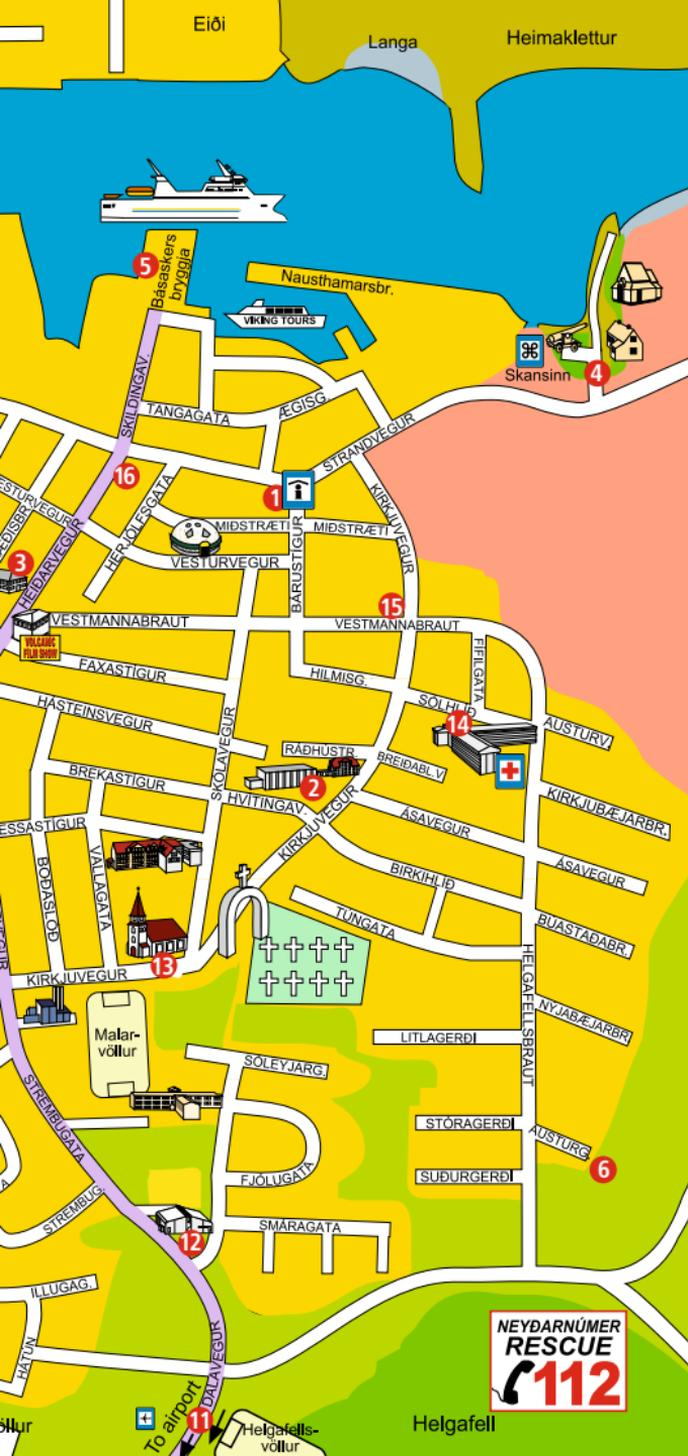 Eiði
Langa
Heimaklettur
5
Básaskers
bryggja
Nausthamarsbr.
VIKING TOURS
Skansinn
4
SKILDINGAV.
TANGAGATA
ÆGISG.
STRANDVEGUR
16
1
HERJÓLFSGATA
MIÐSTRÆTI
MIÐSTRÆTI
KIRKJUVEGUR
VESTURVEGUR
3
HEIÐARVEGUR
BÁRUSTÍGUR
15
VESTMANNABRAUT
VESTMANNABRAUT
VOLCANIC
FILM SHOW
FAXASTÍGUR
HILMISG.
FÍFILGATA
SÓLHLÍÐ
14
AUSTURV.
HÁSTEINSVEGUR
SKÓLAVEGUR
RÁÐHÚSTR.
BREIÐABL.V.
BREKASTÍGUR
2
HVÍTINGAV.
KIRKJUVEGUR
KIRKJUBÆJARBR.
ÁSAVEGUR
ESSASTÍGUR
VALLAGATA
BOÐASLÓÐ
BIRKIHLÍÐ
ÁSAVEGUR
TÚNGATA
BÚASTAÐABR.
13
KIRKJUVEGUR
HELGAFELLSBRAUT
NÝJABÆJARBR.
Malar-
völlur
LITLAGERÐI
SÓLEYJARG.
STREMBUGATA
STÓRAGERÐI
AUSTURG
6
FJÓLUGATA
SUÐURGERÐI
STREMBUG.
12
SMÁRAGATA
ILLUGAG.
HÁTÚN
NEYÐARNÚMER
RESCUE
112
DALAVEGUR
To airport
11
Helgafells-
völlur
Helgafell